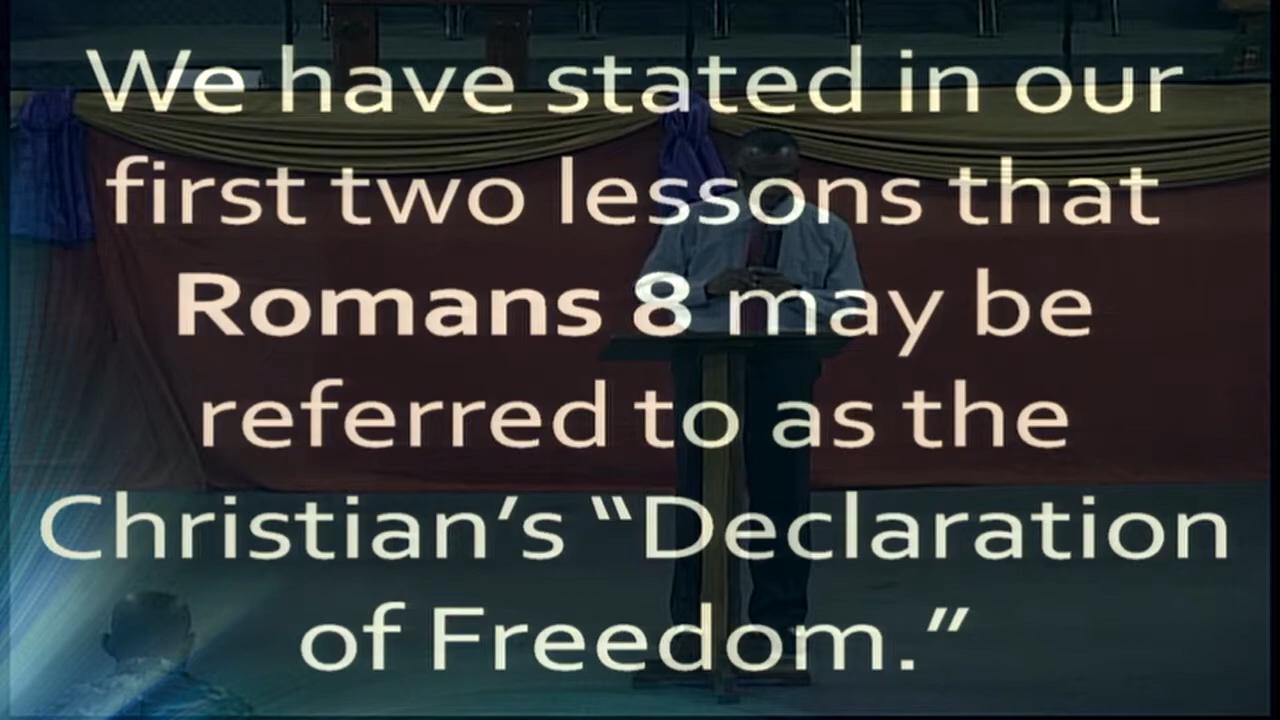 We have stated in our
first two lessons that
Romans 8 may be
referred to as the
Christian’s “Declaration
of Freedom.”